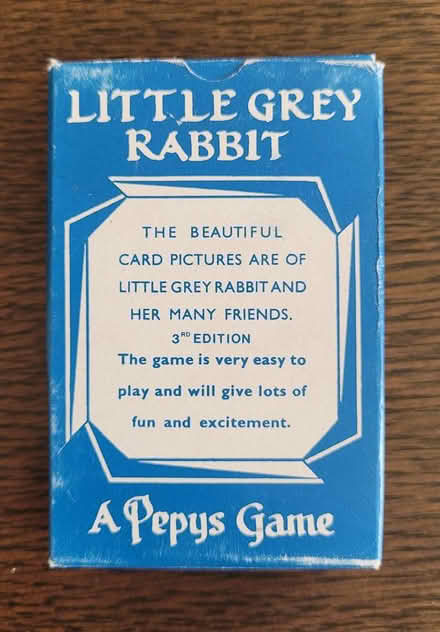 LITTLE GREY
RABBIT
THE BEAUTIFUL
CARD PICTURES ARE OF
LITTLE GREY RABBIT AND
HER MANY FRIENDS.
3RD EDITION
The game is very easy to
play and will give lots of
fun and excitement.
A Pepys Game